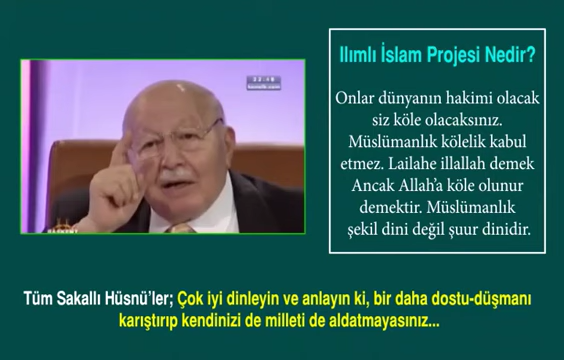 Ilımlı İslam Projesi Nedir?
Onlar dünyanın hakimi olacak
siz köle olacaksınız.
Müslümanlık kölelik kabul
etmez. Lailahe illallah demek
Ancak Allah'a köle olunur
demektir. Müslümanlık
şekil dini değil şuur dinidir.
Tüm Sakallı Hüsnü'ler; Çok iyi dinleyin ve anlayın ki, bir daha dostu-düşmanı
karıştırıp kendinizi de milleti de aldatmayasınız...